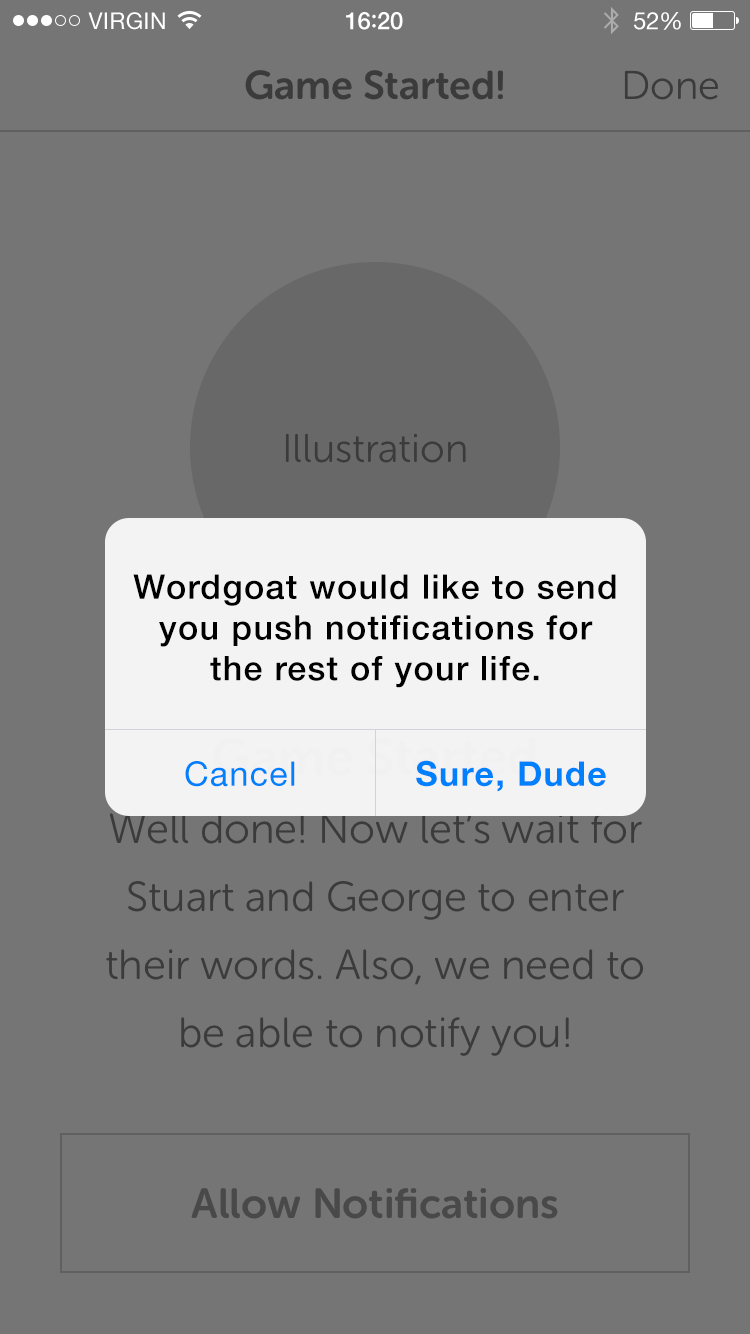 VIRGIN 16:20 52%
Game Started! Done
Illustration
Wordgoat would like to send
you push notifications for
the rest of your life.
Game Started
Cancel Sure, Dude
Well done! Now let's wait for
Stuart and George to enter
their words. Also, we need to
be able to notify you!
Allow Notifications